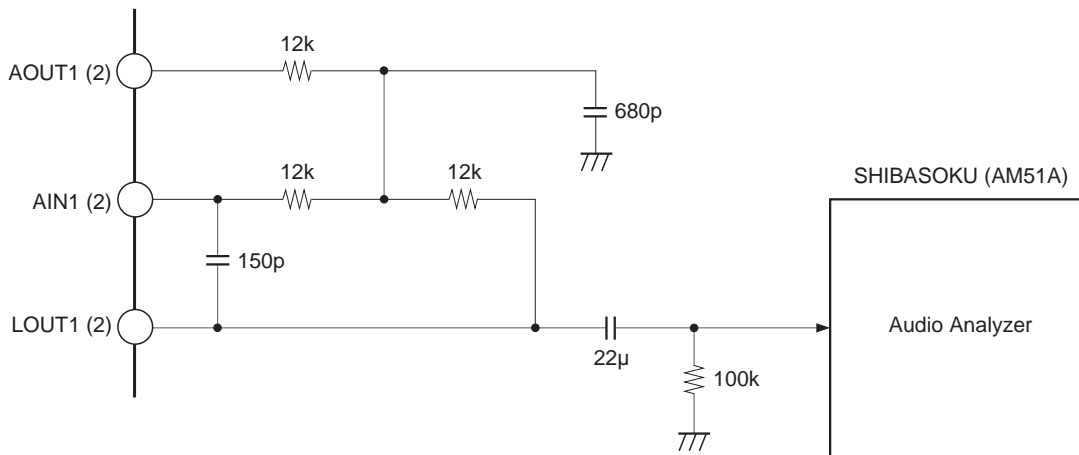 AOUT1 (2)
12k
680p
12k
12k
AIN1 (2)
SHIBASOKU (AM51A)
150p
LOUT1 (2)
Audio Analyzer
22μ
100k